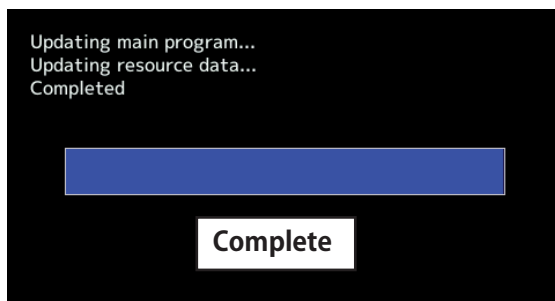 Updating main program...
Updating resource data...
Completed
Complete